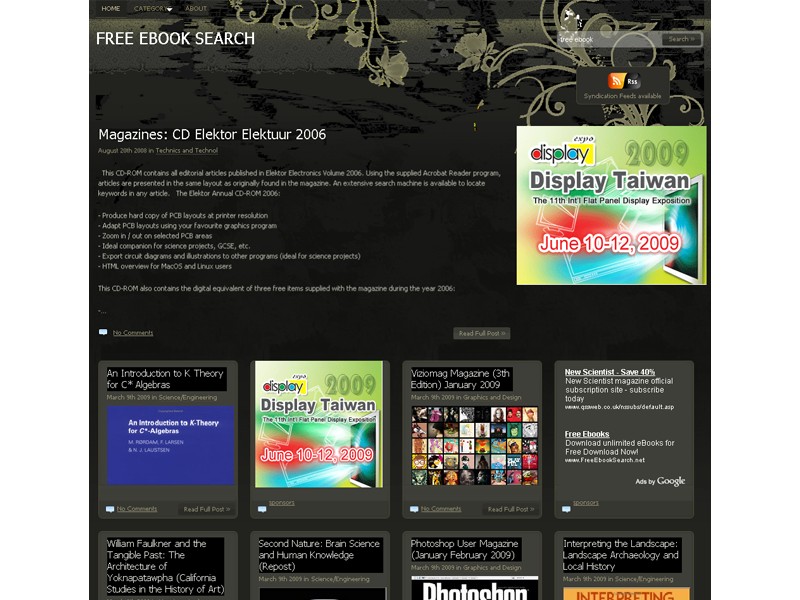 HOME CATEGORY ABOUT
FREE EBOOK SEARCH
free ebook Search »
Rss
Syndication Feeds available
Magazines: CD Elektor Elektuur 2006
August 28th 2008 in Technics and Technol
This CD-ROM contains all editorial articles published in Elektor Electronics Volume 2006. Using the supplied Acrobat Reader program,
articles are presented in the same layout as originally found in the magazine. An extensive search machine is available to locate
keywords in any article. The Elektor Annual CD-ROM 2006:
- Produce hard copy of PCB layouts at printer resolution
- Adapt PCB layouts using your favourite graphics program
- Zoom in / out on selected PCB areas
- Ideal companion for science projects, GCSE, etc.
- Export circuit diagrams and illustrations to other programs (ideal for science projects)
- HTML overview for MacOS and Linux users
This CD-ROM also contains the digital equivalent of three free items supplied with the magazine during the year 2006:
-...
No Comments
Read Full Post »
expo
display 2009
Display Taiwan
The 11th Int'l Flat Panel Display Exposition
June 10-12, 2009
An Introduction to K Theory
for C* Algebras
March 9th 2009 in Science/Engineering
An Introduction to K-Theory
for C*-Algebras
M. RØRDAM, F. LARSEN
& N. J. LAUSTSEN
No Comments Read Full Post »
expo
display 2009
Display Taiwan
The 11th Int'l Flat Panel Display Exposition
June 10-12, 2009
sponsors
Viziomag Magazine (3th
Edition) January 2009
March 9th 2009 in Graphics and Design
No Comments Read Full Post »
New Scientist - Save 40%
New Scientist magazine official
subscription site - subscribe
today
www.qssweb.co.uk/nsubs/default.asp
Free Ebooks
Download unlimited eBooks for
Free Download Now!
www.FreeEbookSearch.net
Ads by Google
sponsors
William Faulkner and the
Tangible Past: The
Architecture of
Yoknapatawpha (California
Studies in the History of Art)
Second Nature: Brain Science
and Human Knowledge
(Repost)
March 9th 2009 in Science/Engineering
Photoshop User Magazine
(January February 2009)
March 9th 2009 in Graphics and Design
Photoshop
Interpreting the Landscape:
Landscape Archaeology and
Local History
March 9th 2009 in Science/Engineering
INTERPRETING